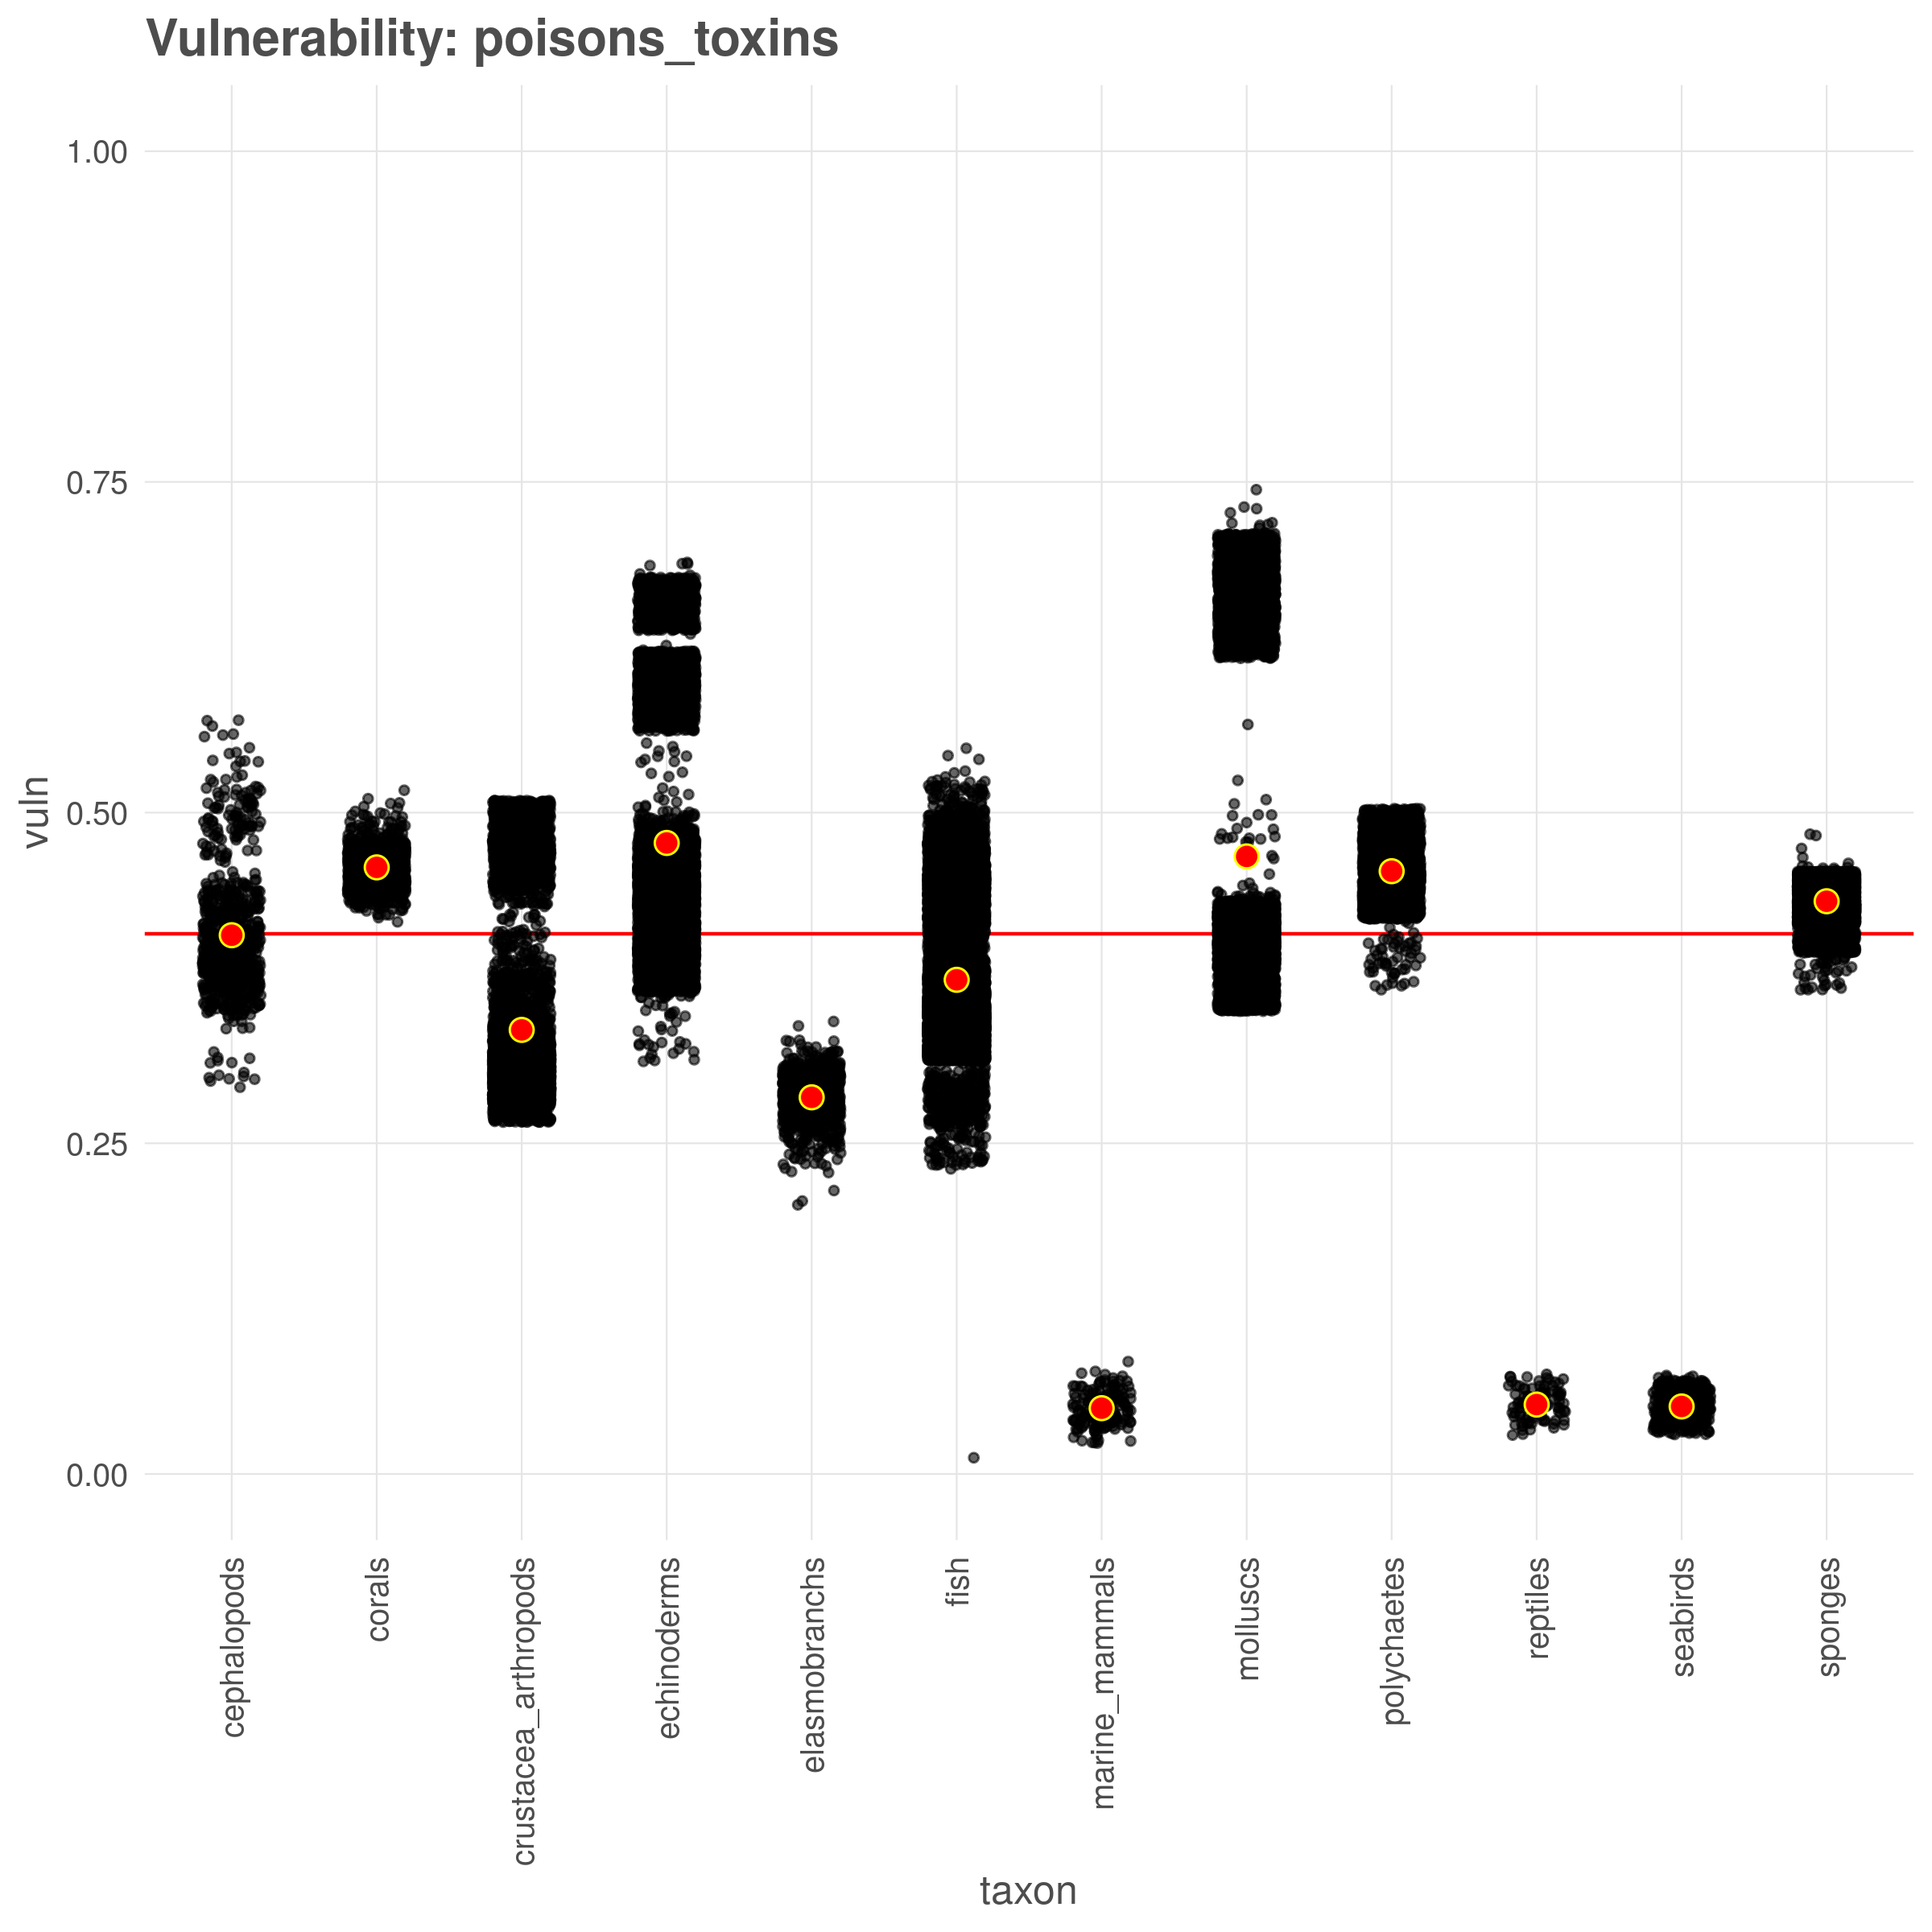 Vulnerability: poisons_toxins
vuln
1.00
0.75
0.50
0.25
0.00
cephalopods
corals
crustacea_arthropods
echinoderms
elasmobranchs
fish
marine_mammals
molluscs
polychaetes
reptiles
seabirds
sponges
taxon